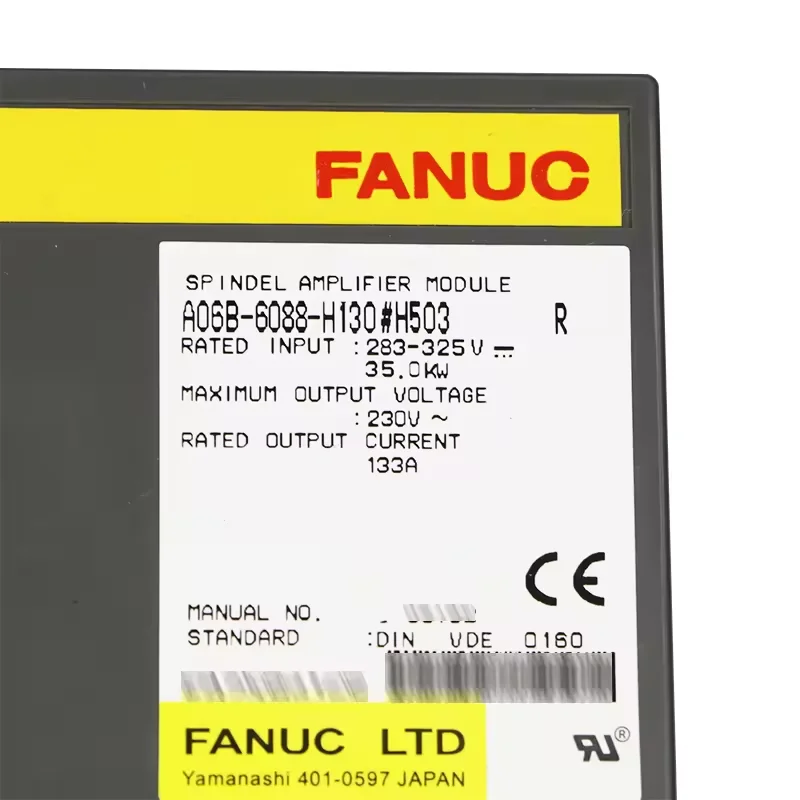 FANUC
SPINDEL AMPLIFIER MODULE
A06B-6088-H130#H503 R
RATED INPUT :283-325V ⎓
35.0KW
MAXIMUM OUTPUT VOLTAGE
:230V ~
RATED OUTPUT CURRENT
133A
CE
MANUAL NO.
STANDARD :DIN VDE 0160
FANUC LTD
Yamanashi 401-0597 JAPAN